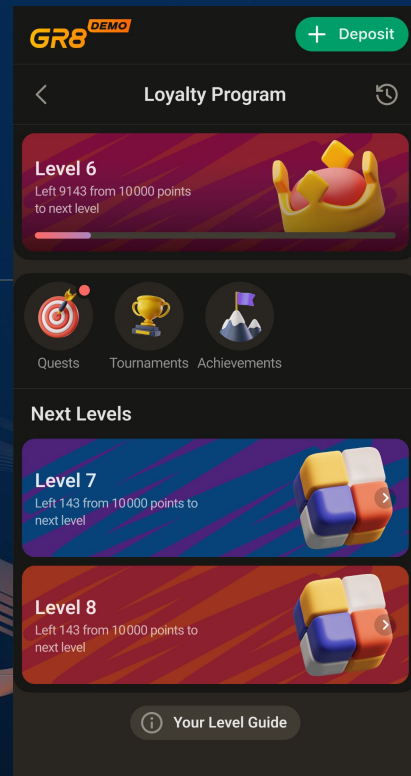 GR8 DEMO
+ Deposit
Loyalty Program
Level 6
Left 9143 from 10000 points
to next level
Quests
Tournaments
Achievements
Next Levels
Level 7
Left 143 from 10000 points to
next level
Level 8
Left 143 from 10000 points to
next level
Your Level Guide